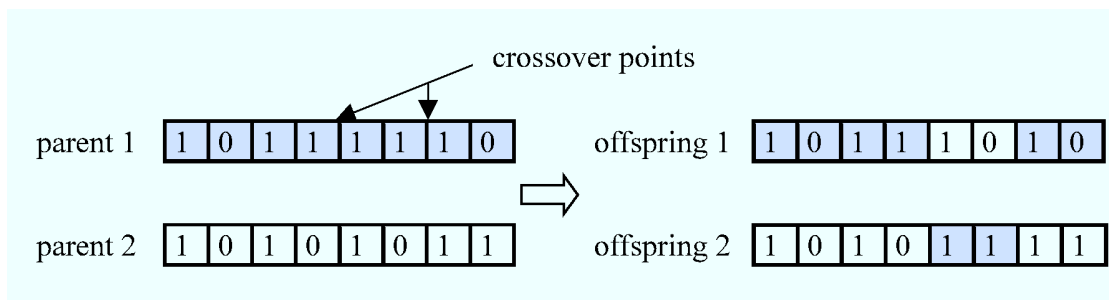 crossover points
parent 1 1 0 1 1 1 1 1 0 offspring 1 1 0 1 1 1 0 1 0
parent 2 1 0 1 0 1 0 1 1 offspring 2 1 0 1 0 1 1 1 1